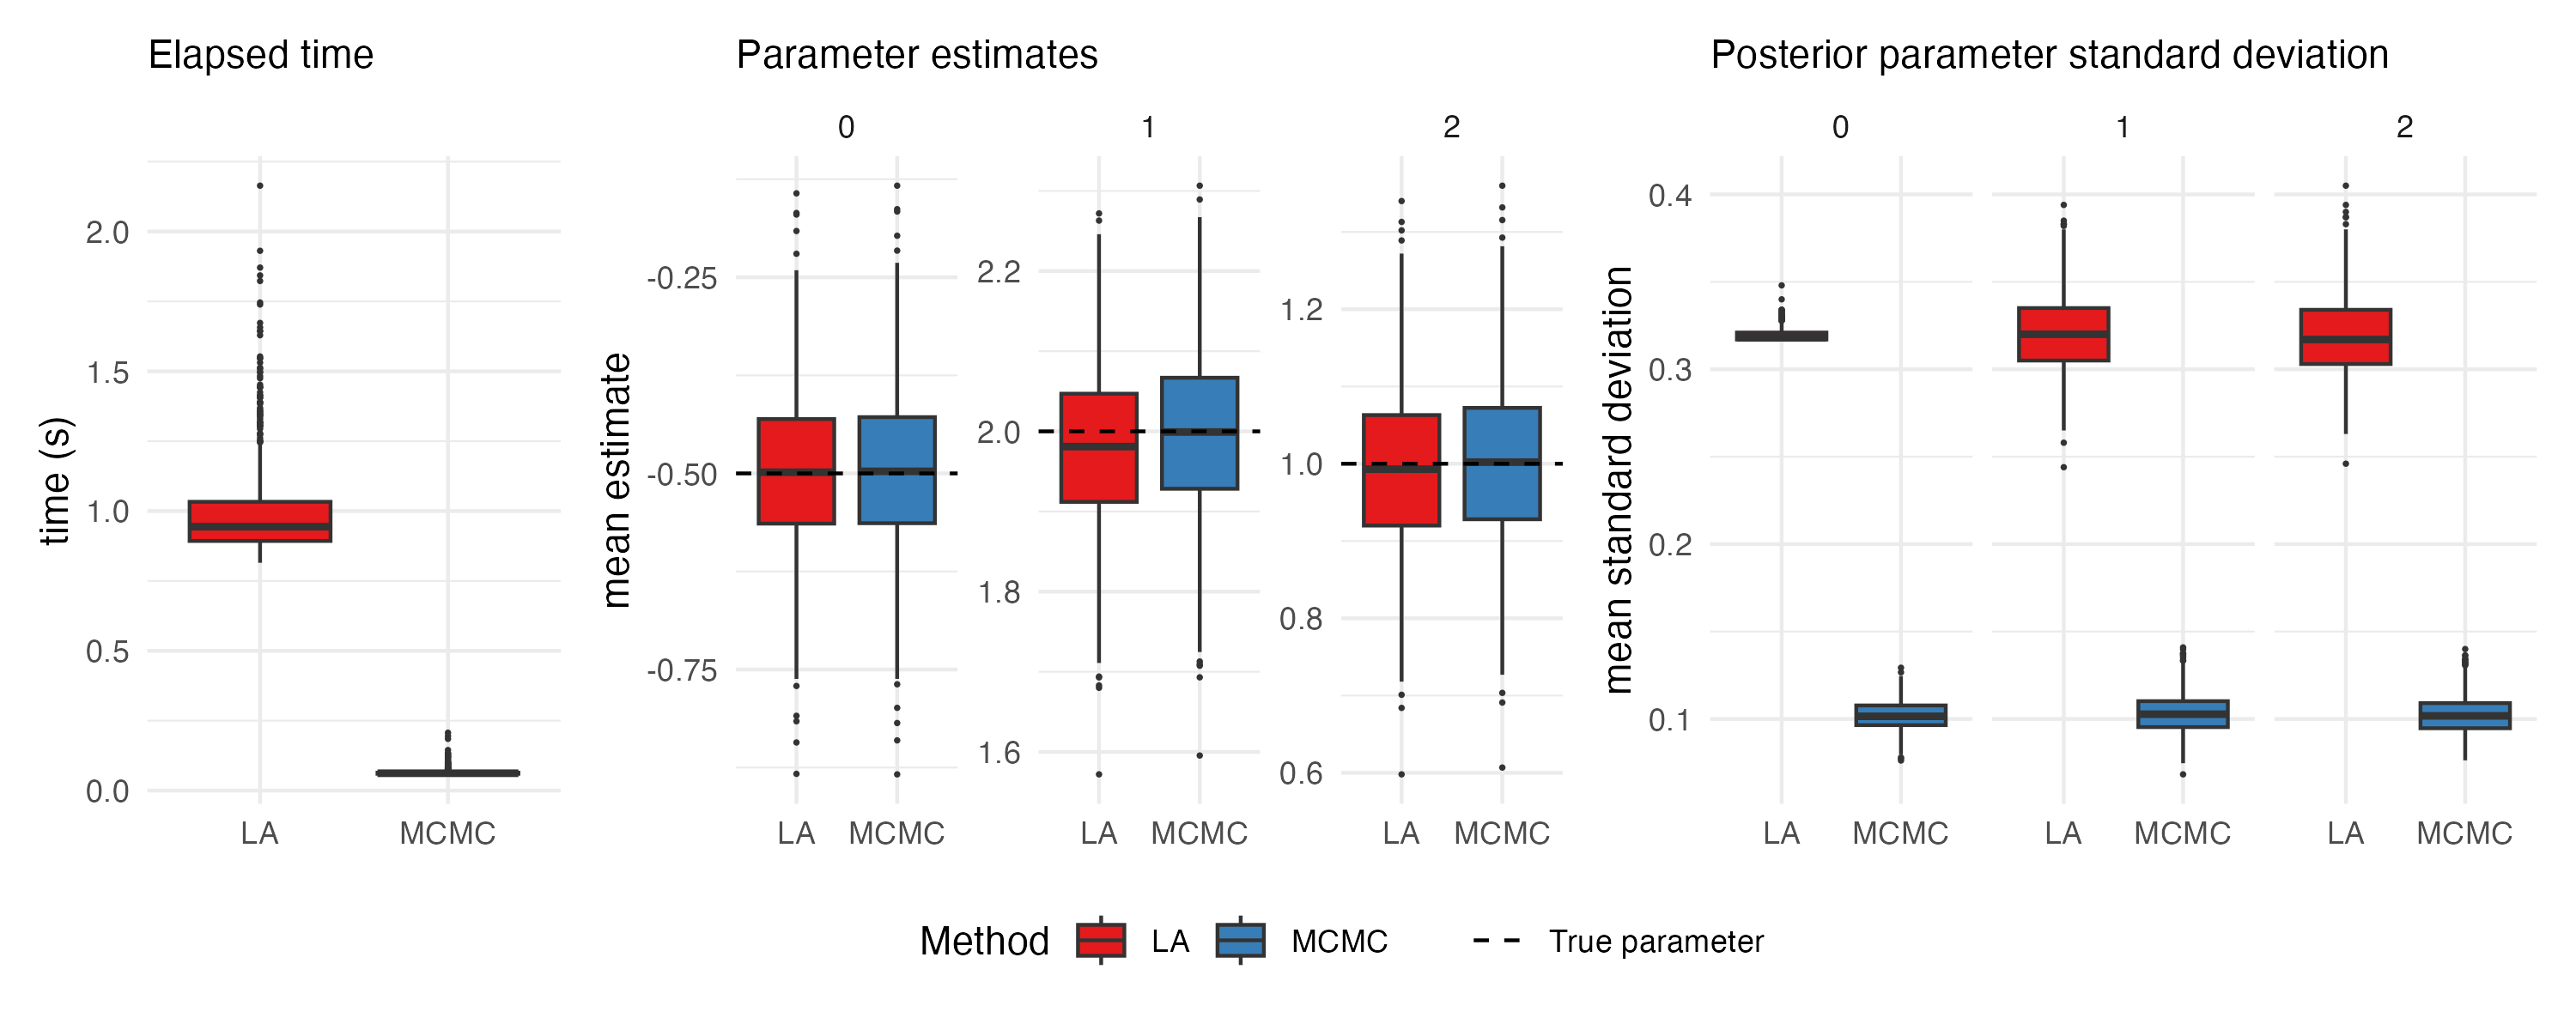 Elapsed time
time (s)
2.0
1.5
1.0
0.5
0.0
LA MCMC
Parameter estimates
mean estimate
0
-0.25
-0.50
-0.75
LA MCMC
1
2.2
2.0
1.8
1.6
LA MCMC
2
1.2
1.0
0.8
0.6
LA MCMC
Posterior parameter standard deviation
mean standard deviation
0 1 2
0.4
0.3
0.2
0.1
LA MCMC LA MCMC LA MCMC
Method LA MCMC True parameter